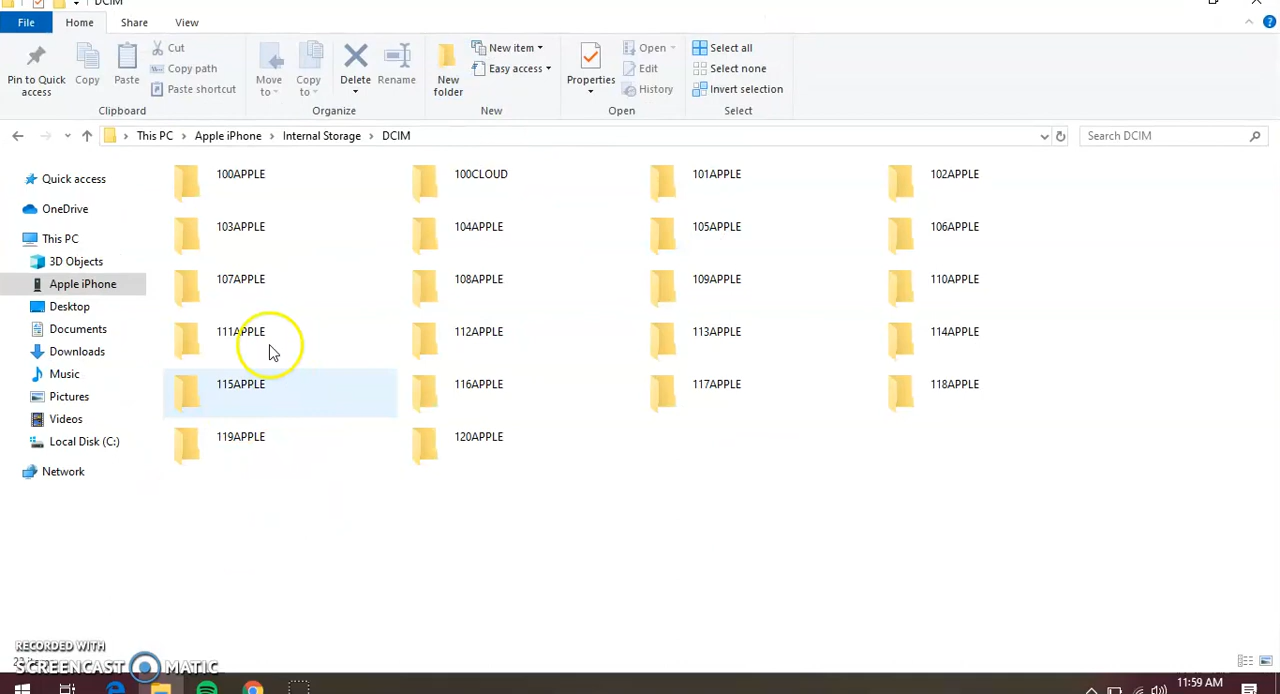 DCIM
File Home Share View
Pin to Quick access
Copy
Paste
Cut
Copy path
Paste shortcut
Clipboard
Move to
Copy to
Delete
Rename
Organize
New folder
New item
Easy access
New
Properties
Open
Edit
History
Open
Select all
Select none
Invert selection
Select
This PC › Apple iPhone › Internal Storage › DCIM
Search DCIM
Quick access
OneDrive
This PC
3D Objects
Apple iPhone
Desktop
Documents
Downloads
Music
Pictures
Videos
Local Disk (C:)
Network
100APPLE 100CLOUD 101APPLE 102APPLE
103APPLE 104APPLE 105APPLE 106APPLE
107APPLE 108APPLE 109APPLE 110APPLE
111APPLE 112APPLE 113APPLE 114APPLE
115APPLE 116APPLE 117APPLE 118APPLE
119APPLE 120APPLE
RECORDED WITH
SCREENCAST MATIC
11:59 AM